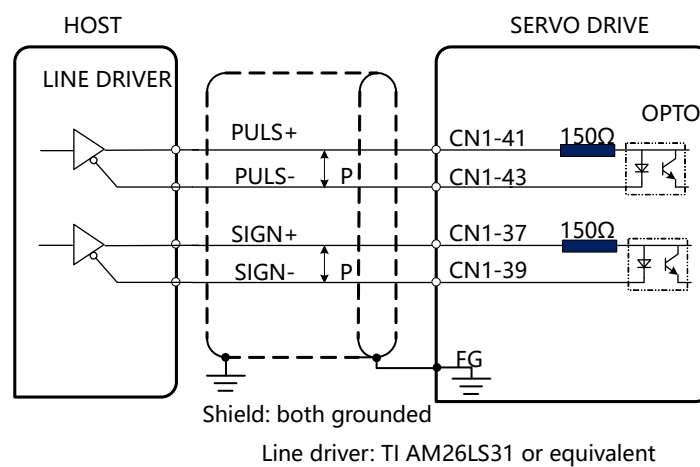 HOST
SERVO DRIVE
LINE DRIVER
OPTO
PULS+
CN1-41
150Ω
PULS-
P
CN1-43
SIGN+
CN1-37
150Ω
SIGN-
P
CN1-39
FG
Shield: both grounded
Line driver: TI AM26LS31 or equivalent